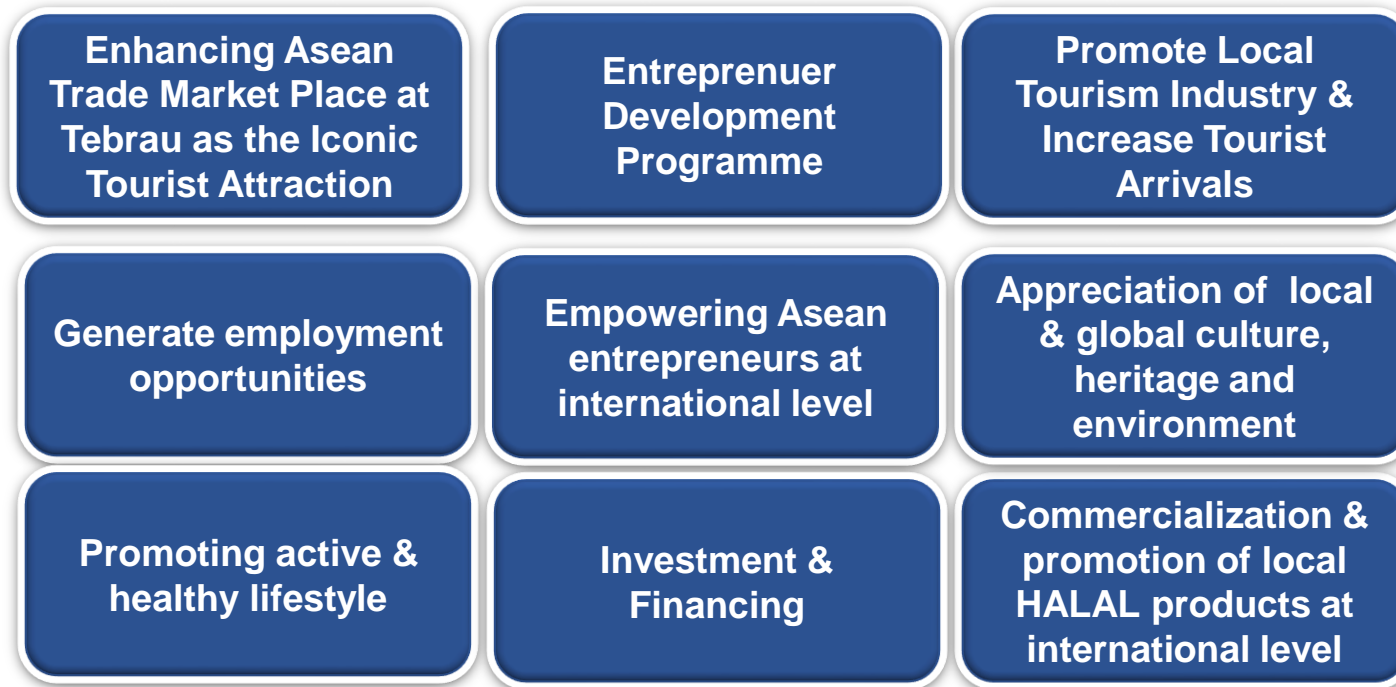 Enhancing Asean
Trade Market Place at
Tebrau as the Iconic
Tourist Attraction
Entreprenuer
Development
Programme
Promote Local
Tourism Industry &
Increase Tourist
Arrivals
Generate employment
opportunities
Empowering Asean
entrepreneurs at
international level
Appreciation of  local
& global culture,
heritage and
environment
Promoting active &
healthy lifestyle
Investment &
Financing
Commercialization &
promotion of local
HALAL products at
international level